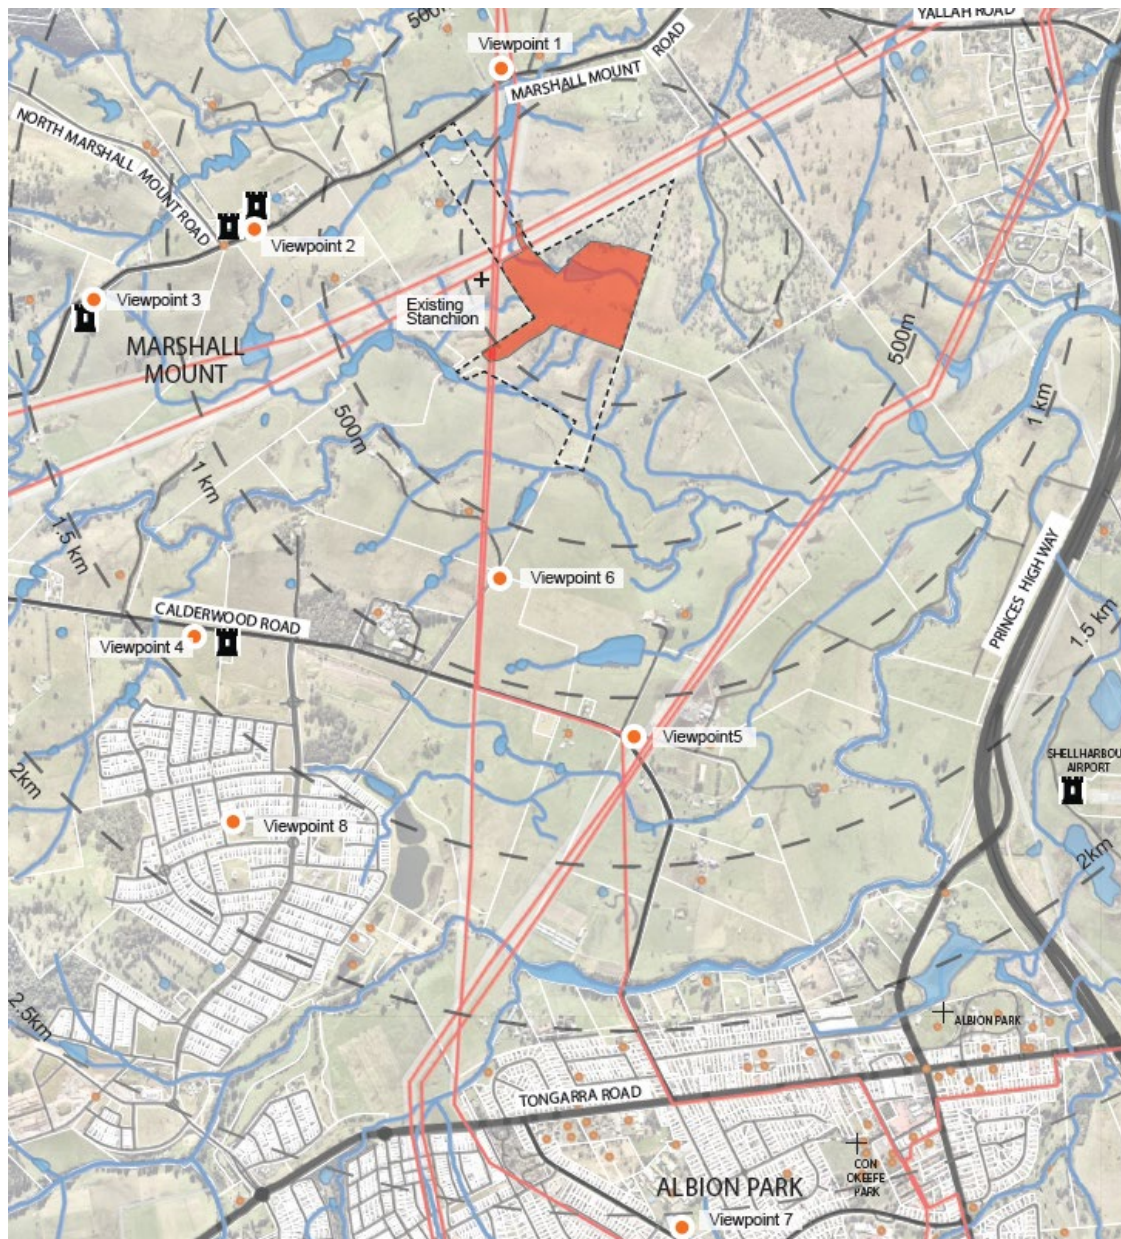 500m
YALLAH ROAD
Viewpoint 1
MARSHALL MOUNT
ROAD
NORTH MARSHALL MOUNT ROAD
Viewpoint 2
Viewpoint 3
Existing
Stanchion
MARSHALL
MOUNT
500m
500m
1 km
1 km
1.5 km
PRINCES HIGHWAY
Viewpoint 6
CALDERWOOD ROAD
Viewpoint 4
1.5 km
Viewpoint5
SHELLHARBOU
AIRPORT
2km
Viewpoint 8
2km
2.5km
ALBION PARK
TONGARRA ROAD
CON
OKEEFE
PARK
ALBION PARK
Viewpoint 7